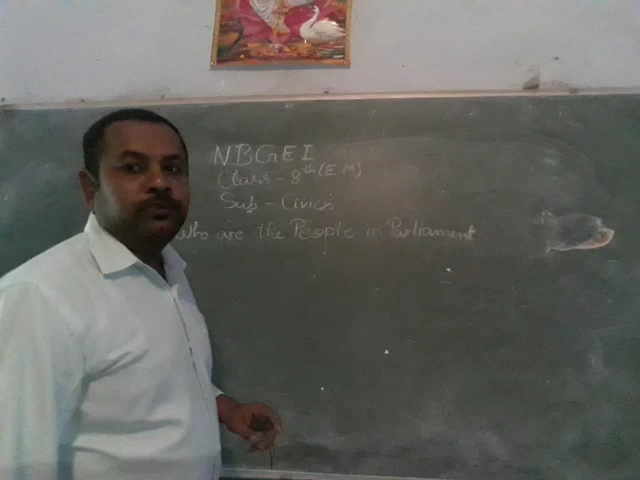 NBGEI
Class - 8th (EM)
Sub - Civics
Who are the People in Parliament